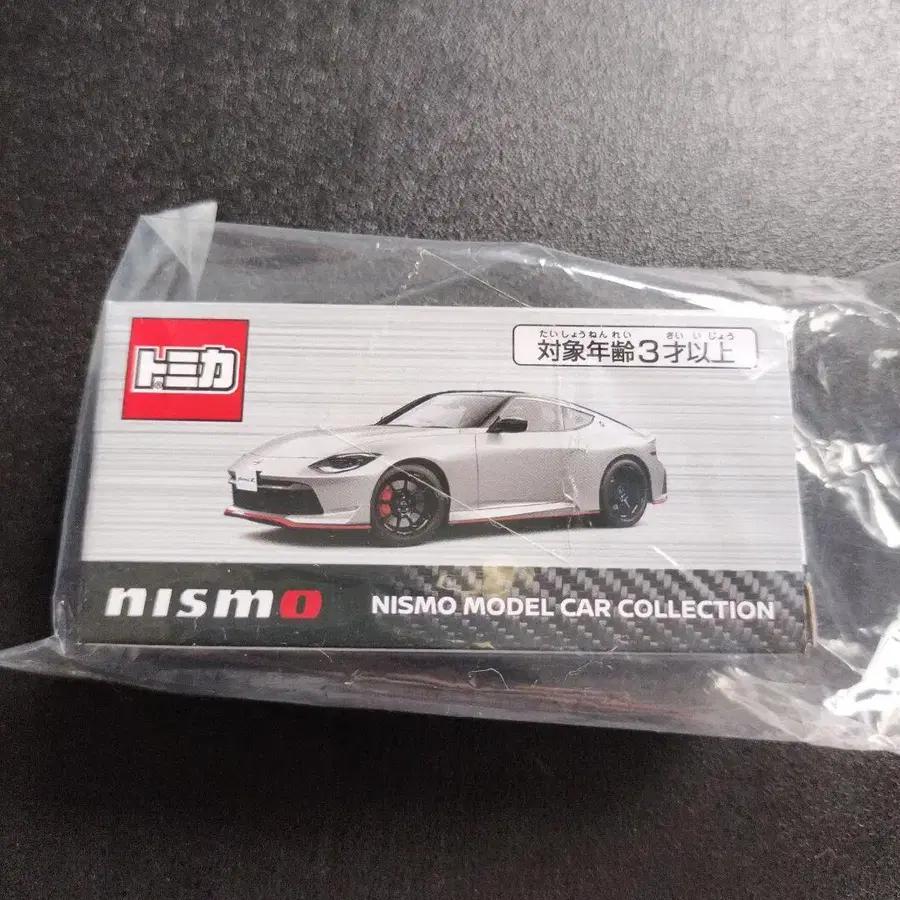 トミカ
たいしょうねんれい さい いじょう
対象年齢3才以上
nismo
NISMO MODEL CAR COLLECTION